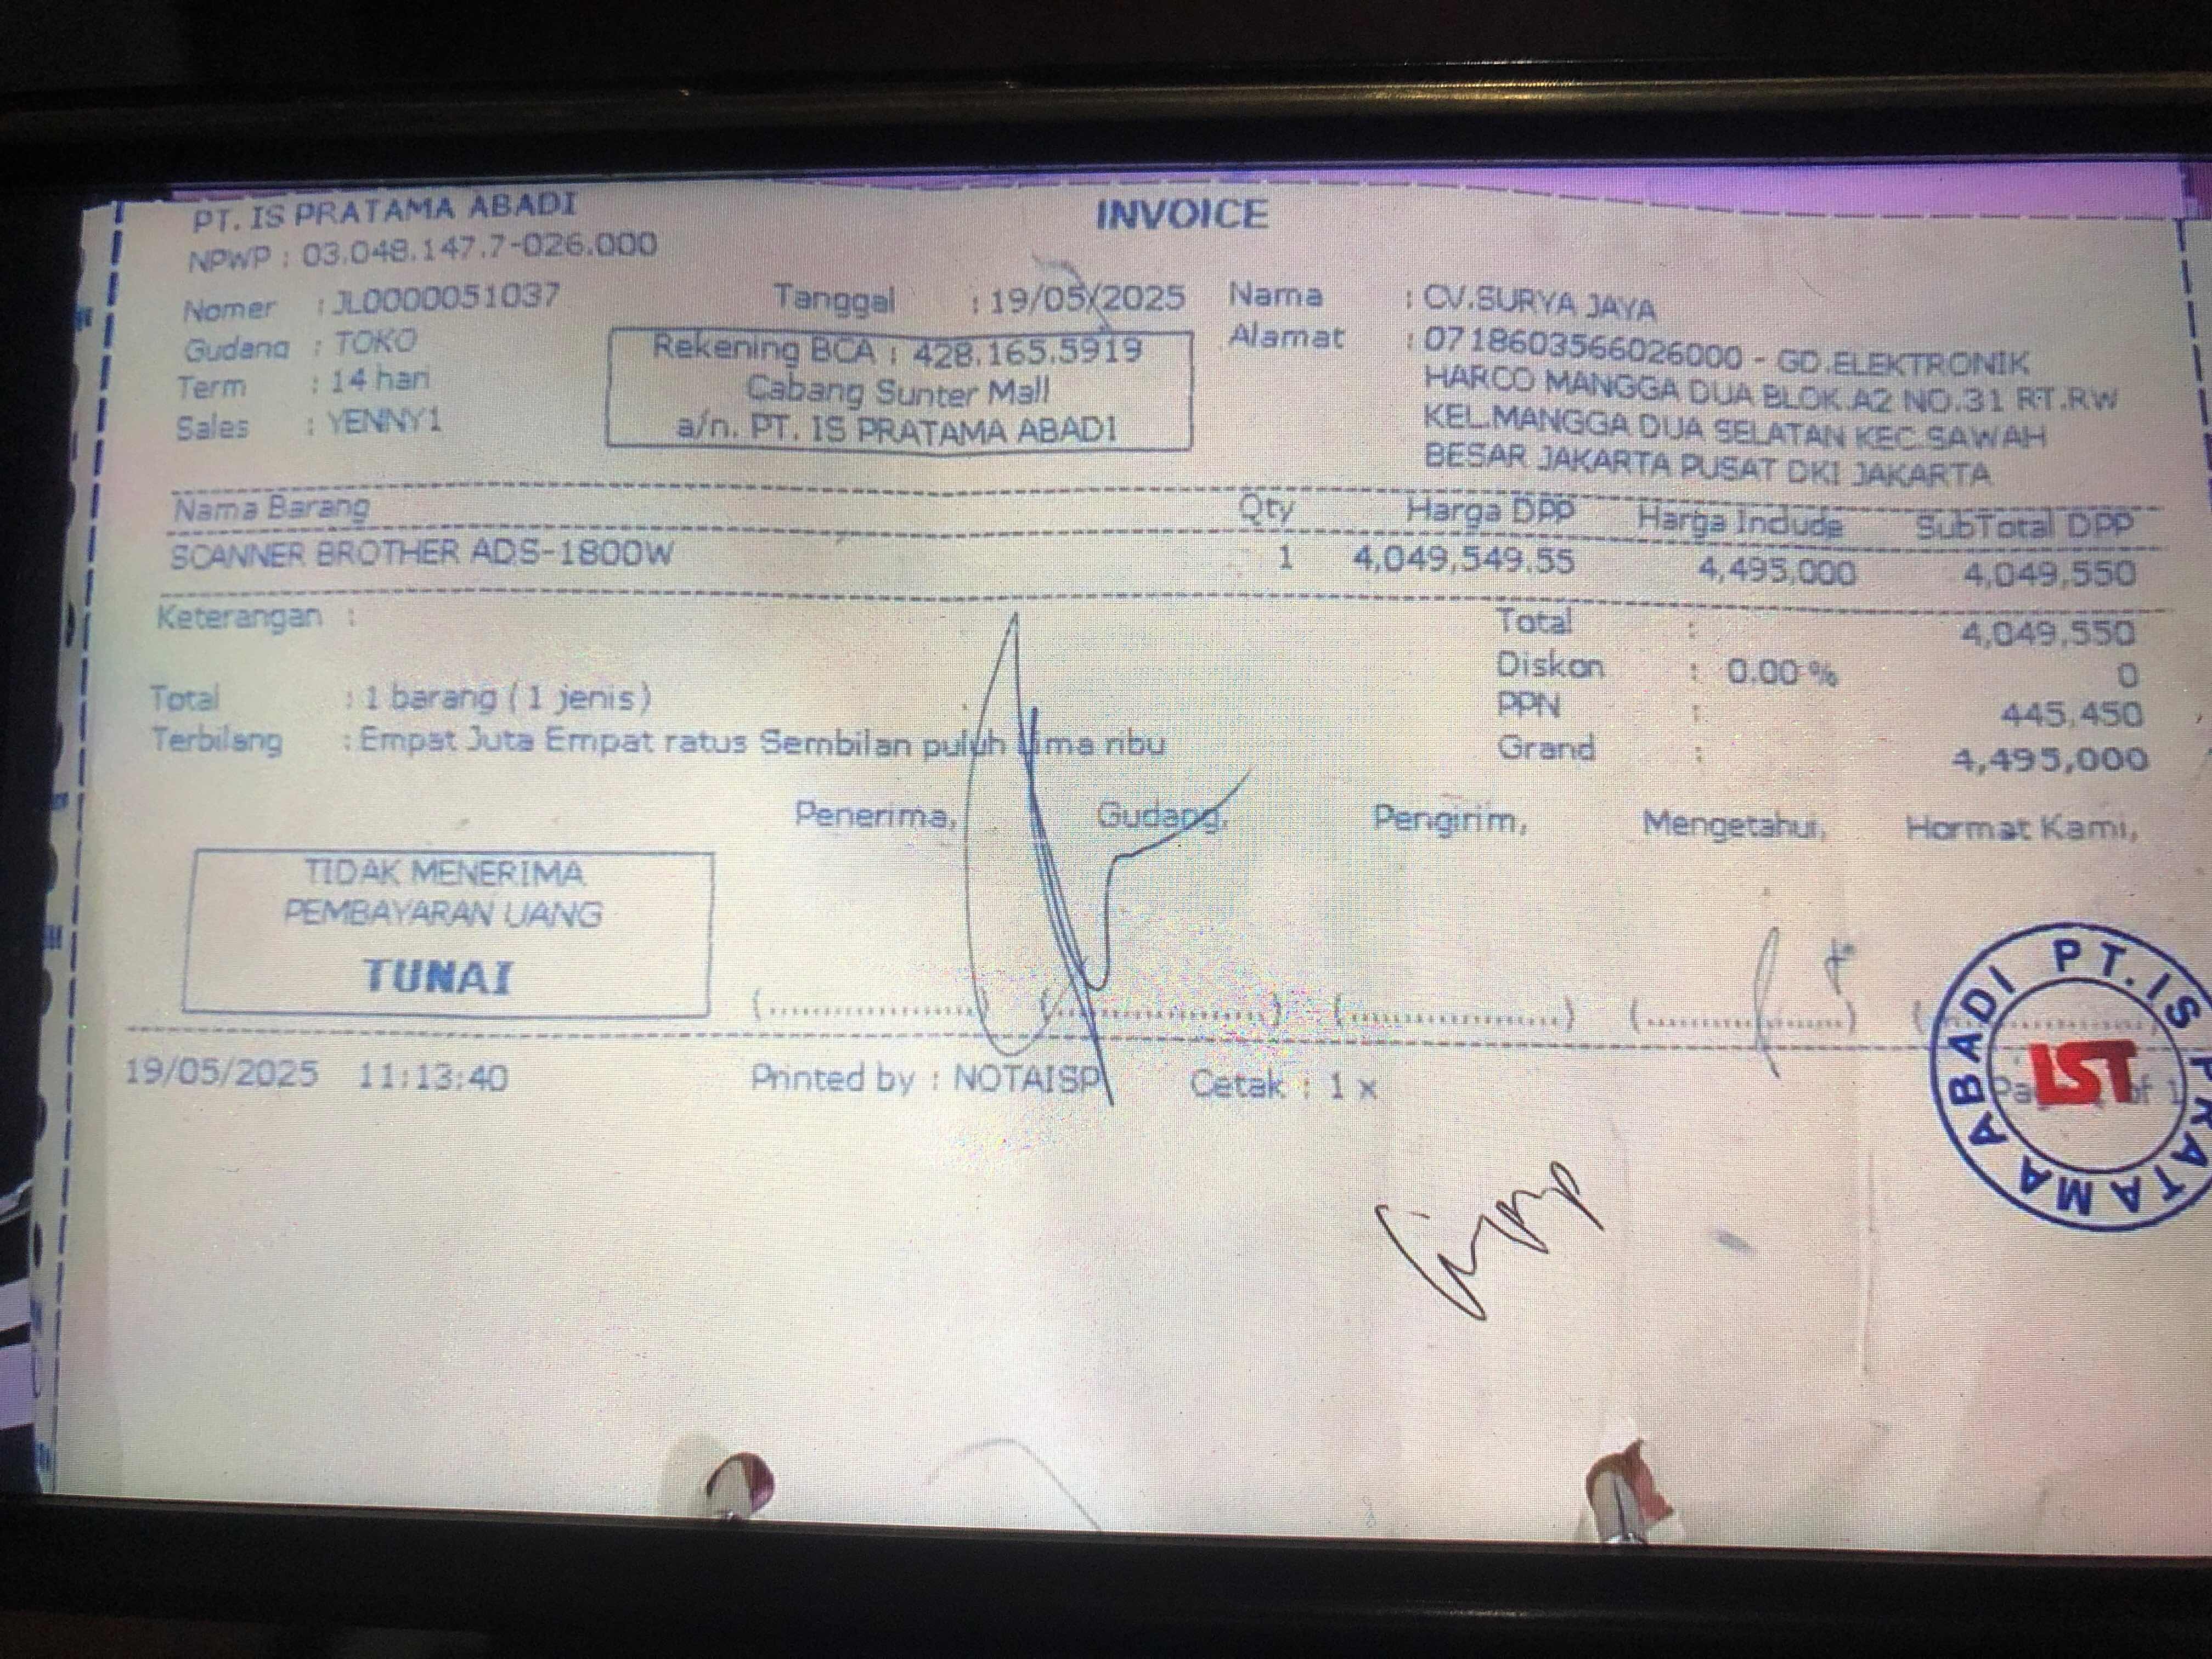 PT. IS PRATAMA ABADI
INVOICE
NPWP : 03.048.147.7-026.000
Nomer : JL0000051037
Gudang : TOKO
Term : 14 hari
Sales : YENNY1
Tanggal : 19/05/2025
Rekening BCA : 428.165.5919
Cabang Sunter Mall
a/n. PT. IS PRATAMA ABADI
Nama : CV.SURYA JAYA
Alamat : 0718603566026000 - GD.ELEKTRONIK
HARCO MANGGA DUA BLOK.A2 NO.31 RT.RW
KEL.MANGGA DUA SELATAN KEC.SAWAH
BESAR JAKARTA PUSAT DKI JAKARTA
Nama Barang Qty Harga DPP Harga Include SubTotal DPP
SCANNER BROTHER ADS-1800W 1 4,049,549.55 4,495,000 4,049,550
Keterangan :
Total : 4,049,550
Diskon : 0.00 % 0
PPN : 445,450
Grand : 4,495,000
Total : 1 barang ( 1 jenis )
Terbilang : Empat Juta Empat ratus Sembilan puluh lima ribu
Penerima, Gudang, Pengirim, Mengetahui, Hormat Kami,
TIDAK MENERIMA
PEMBAYARAN UANG
TUNAI
19/05/2025 11:13:40 Printed by : NOTAISP Cetak : 1 x
PT. IS PRATAMA ABADI
IST